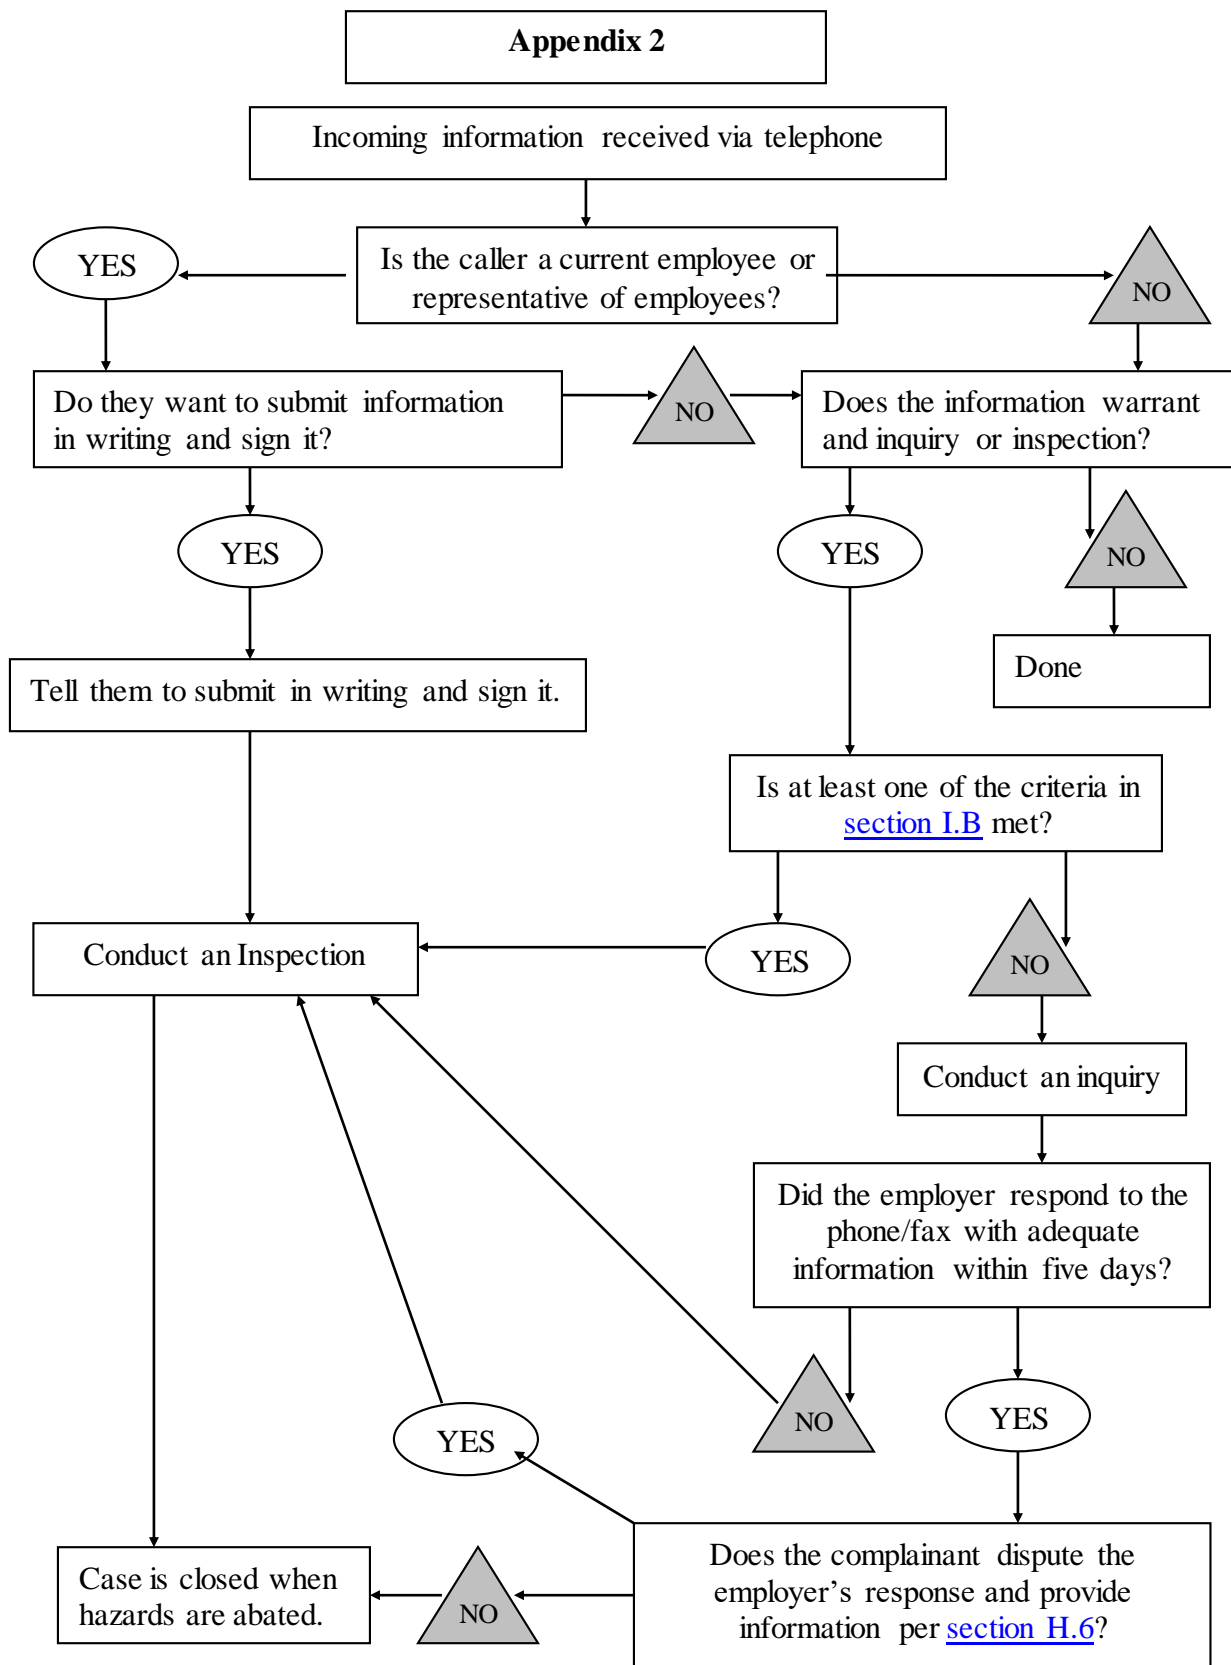 Appendix 2
Incoming information received via telephone
YES
Is the caller a current employee or
representative of employees?
NO
Do they want to submit information
in writing and sign it?
NO
Does the information warrant
and inquiry or inspection?
YES
YES
NO
Tell them to submit in writing and sign it.
Done
Is at least one of the criteria in
section I.B met?
Conduct an Inspection
YES
NO
Conduct an inquiry
Did the employer respond to the
phone/fax with adequate
information within five days?
YES
NO
YES
Case is closed when
hazards are abated.
NO
Does the complainant dispute the
employer’s response and provide
information per section H.6?